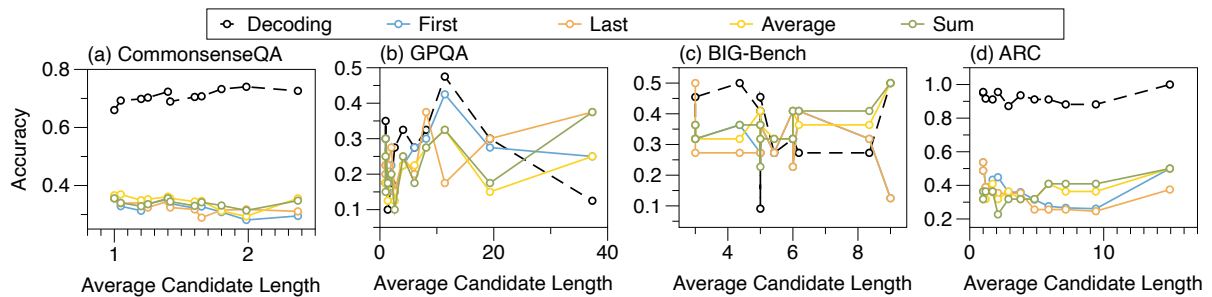 Decoding First Last Average Sum
(a) CommonsenseQA
(b) GPQA
(c) BIG-Bench
(d) ARC
Accuracy
0.8
0.6
0.4
1 2
Average Candidate Length
0.5
0.4
0.3
0.2
0.1
0 20 40
Average Candidate Length
0.5
0.4
0.3
0.2
0.1
4 6 8
Average Candidate Length
1.0
0.8
0.6
0.4
0.2
10
Average Candidate Length